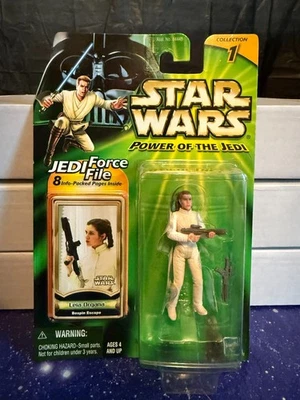 COLLECTION
1
STAR
WARS
POWER OF THE JEDI
JEDI Force
File
8 Info-Packed Pages Inside
STAR
WARS
Leia Organa
Bespin Escape
WARNING:
CHOKING HAZARD-Small parts.
Not for children under 3 years.
AGES 4
AND UP